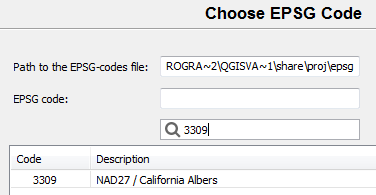 Choose EPSG Code
Path to the EPSG-codes file: ROGRA~2\QGISVA~1\share\proj\epsg
EPSG code:
3309
Code Description
3309 NAD27 / California Albers